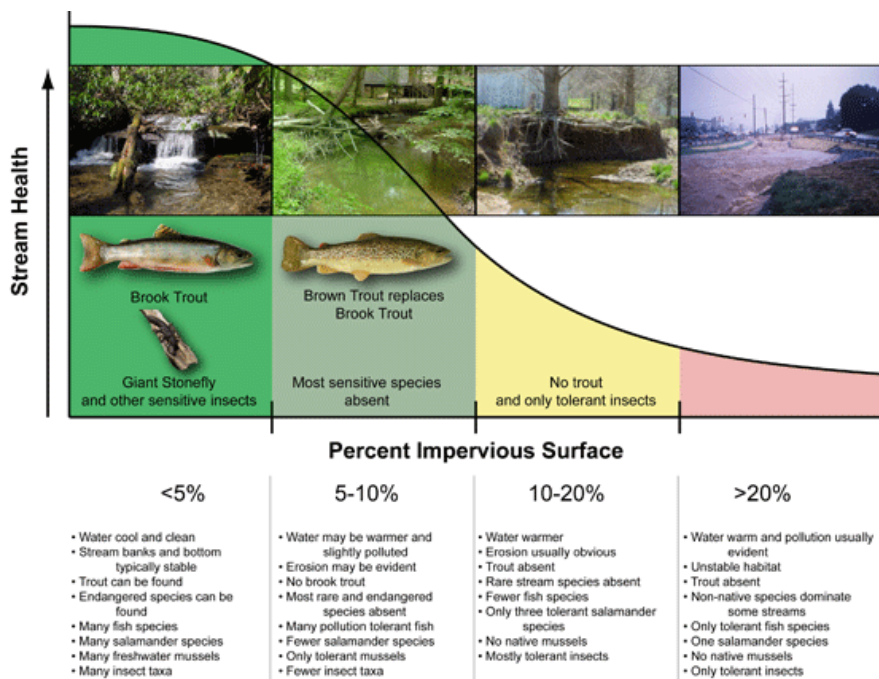 Stream Health
Brook Trout
Giant Stonefly
and other sensitive insects
Brown Trout replaces
Brook Trout
Most sensitive species
absent
No trout
and only tolerant insects
Percent Impervious Surface
<5%
• Water cool and clean
• Stream banks and bottom
typically stable
• Trout can be found
• Endangered species can be
found
• Many fish species
• Many salamander species
• Many freshwater mussels
• Many insect taxa
5-10%
• Water may be warmer and
slightly polluted
• Erosion may be evident
• No brook trout
• Most rare and endangered
species absent
• Many pollution tolerant fish
• Fewer salamander species
• Only tolerant mussels
• Fewer insect taxa
10-20%
• Water warmer
• Erosion usually obvious
• Trout absent
• Rare stream species absent
• Fewer fish species
• Only three tolerant salamander
species
• No native mussels
• Mostly tolerant insects
>20%
• Water warm and pollution usually
evident
• Unstable habitat
• Trout absent
• Non-native species dominate
some streams
• Only tolerant fish species
• One salamander species
• No native mussels
• Only tolerant insects